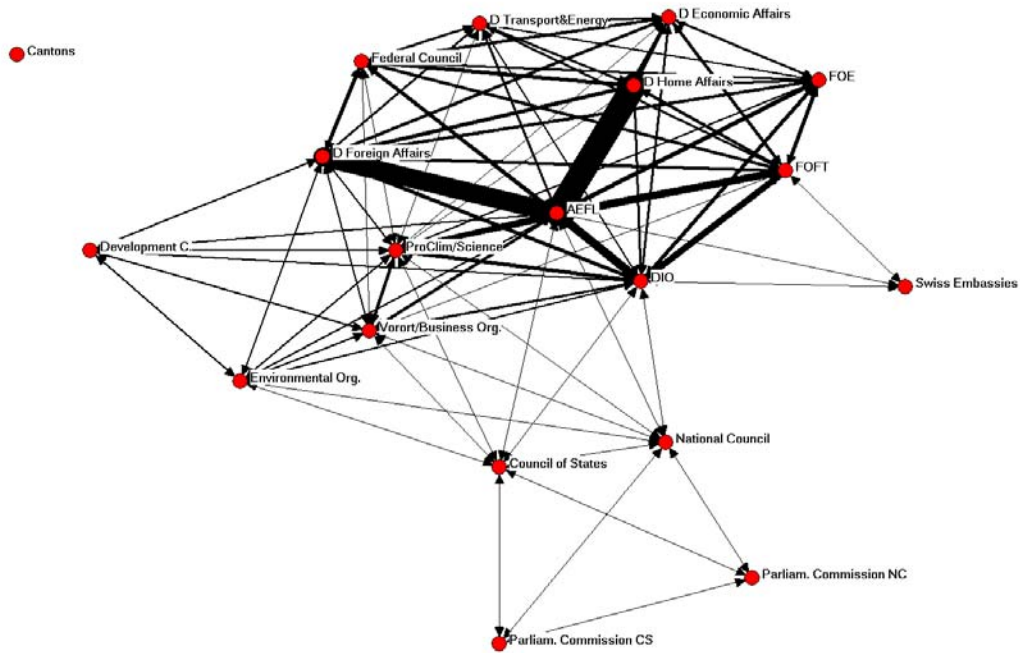 D Economic Affairs
D Transport&Energy
Cantons
Federal Council
FOE
D Home Affairs
D Foreign Affairs
FOFT
AEFL
Development C.
ProClim/Science
DIO
Swiss Embassies
Vorort/Business Org.
Environmental Org.
National Council
Council of States
Parliam. Commission NC
Parliam. Commission CS